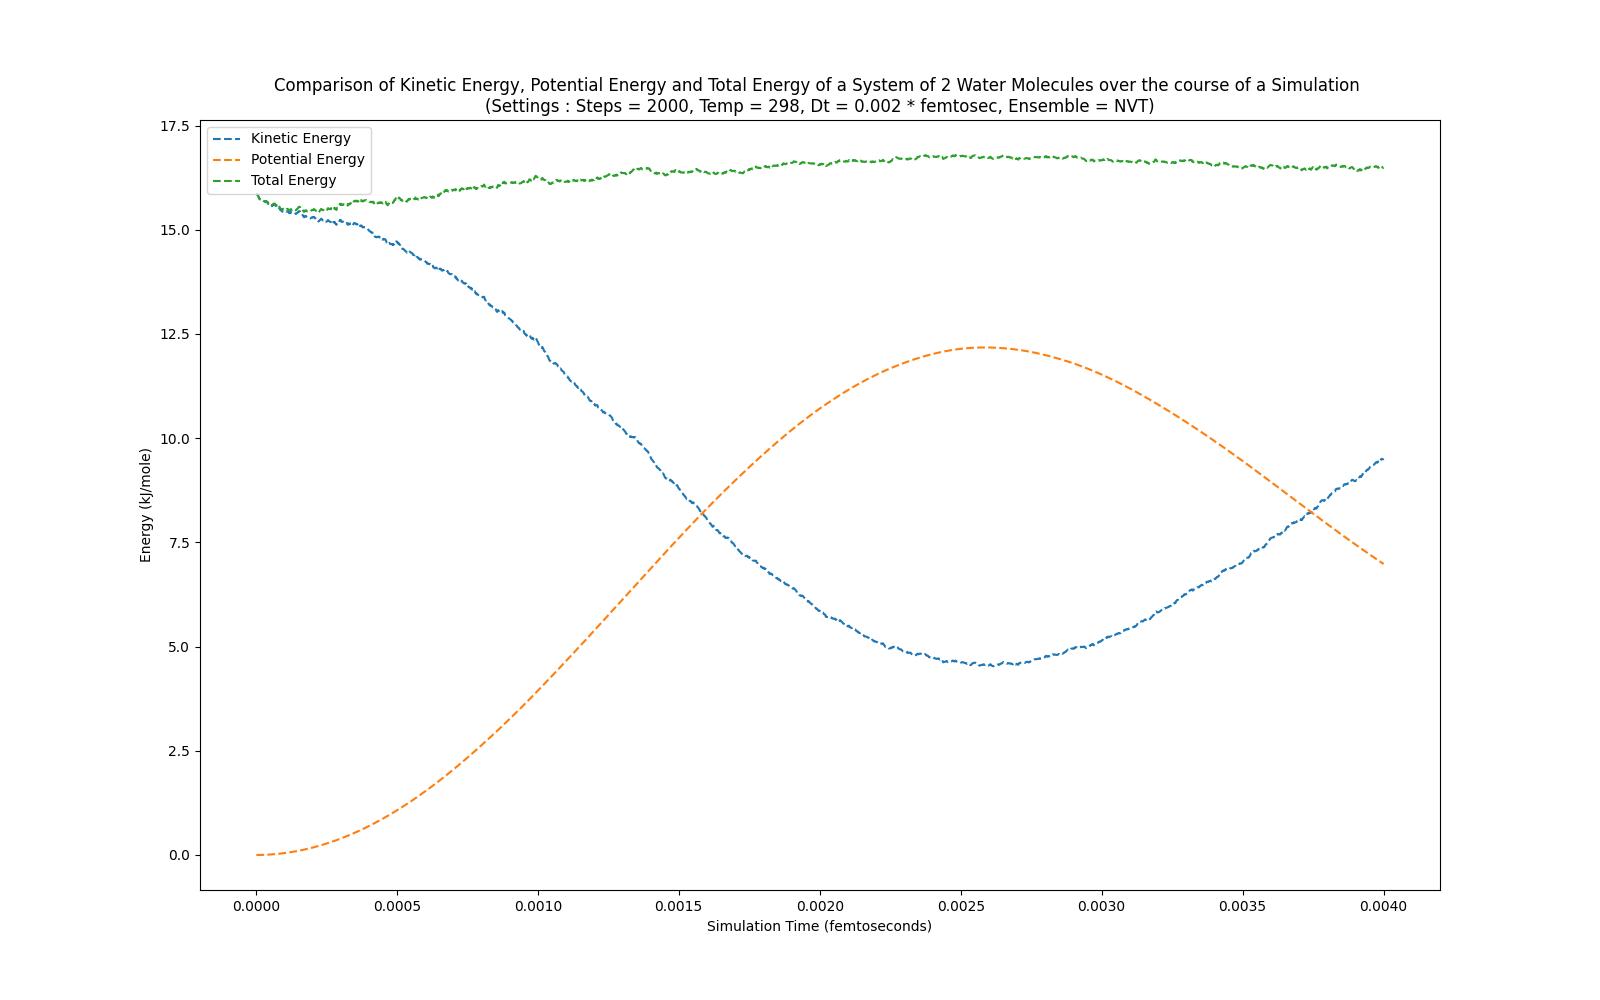 Comparison of Kinetic Energy, Potential Energy and Total Energy of a System of 2 Water Molecules over the course of a Simulation
(Settings : Steps = 2000, Temp = 298, Dt = 0.002 * femtosec, Ensemble = NVT)
Kinetic Energy
Potential Energy
Total Energy
17.5
15.0
12.5
10.0
7.5
5.0
2.5
0.0
Energy (kJ/mole)
0.0000 0.0005 0.0010 0.0015 0.0020 0.0025 0.0030 0.0035 0.0040
Simulation Time (femtoseconds)